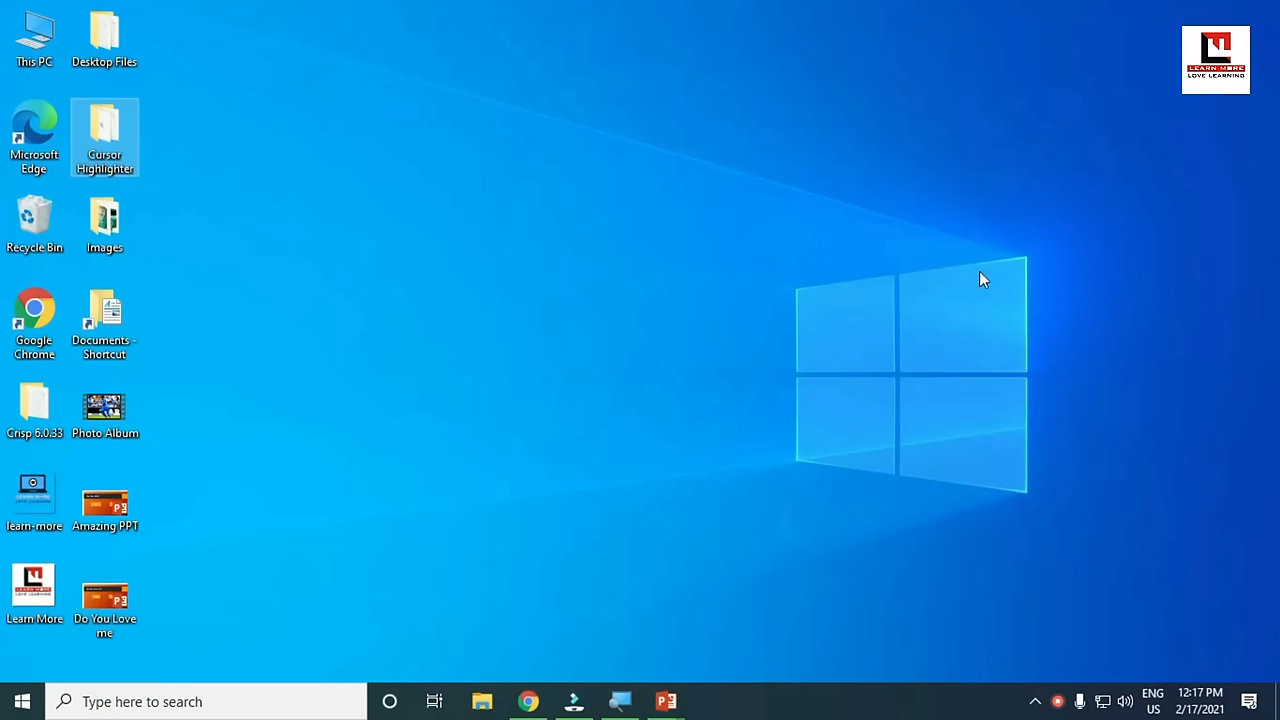 This PC
Desktop Files
LEARN MORE
LOVE LEARNING
Microsoft
Edge
Cursor
Highlighter
Recycle Bin
Images
Google
Chrome
Documents -
Shortcut
Crisp 6.0.33
Photo Album
learn-more
Amazing PPT
Learn More
Do You Love
me
Type here to search
ENG
US
12:17 PM
2/17/2021